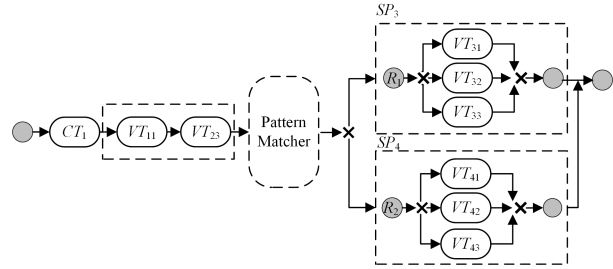 SP3
R1
VT31
VT32
VT33
CT1
VT11
VT23
Pattern
Matcher
SP4
R2
VT41
VT42
VT43